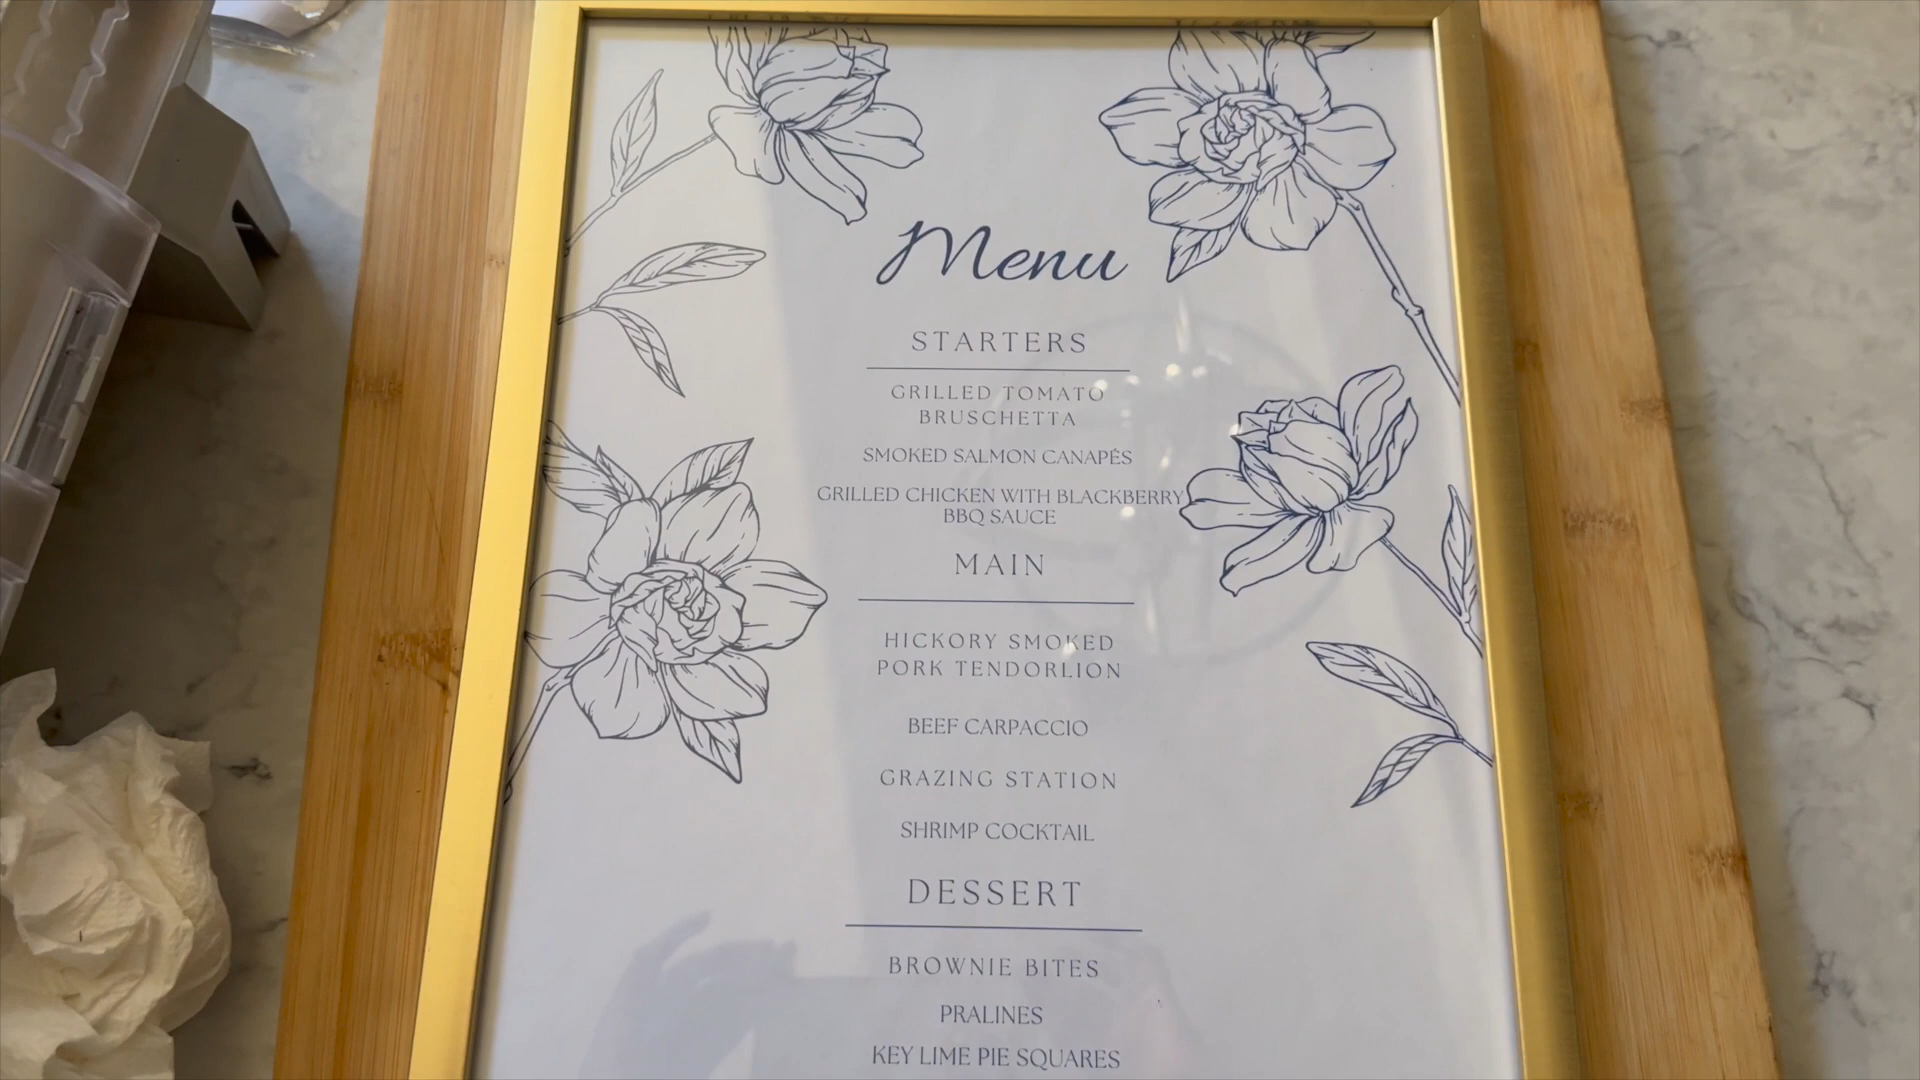 Menu
STARTERS
GRILLED TOMATO
BRUSCHETTA
SMOKED SALMON CANAPÉS
GRILLED CHICKEN WITH BLACKBERRY
BBQ SAUCE
MAIN
HICKORY SMOKED
PORK TENDORLION
BEEF CARPACCIO
GRAZING STATION
SHRIMP COCKTAIL
DESSERT
BROWNIE BITES
PRALINES
KEY LIME PIE SQUARES